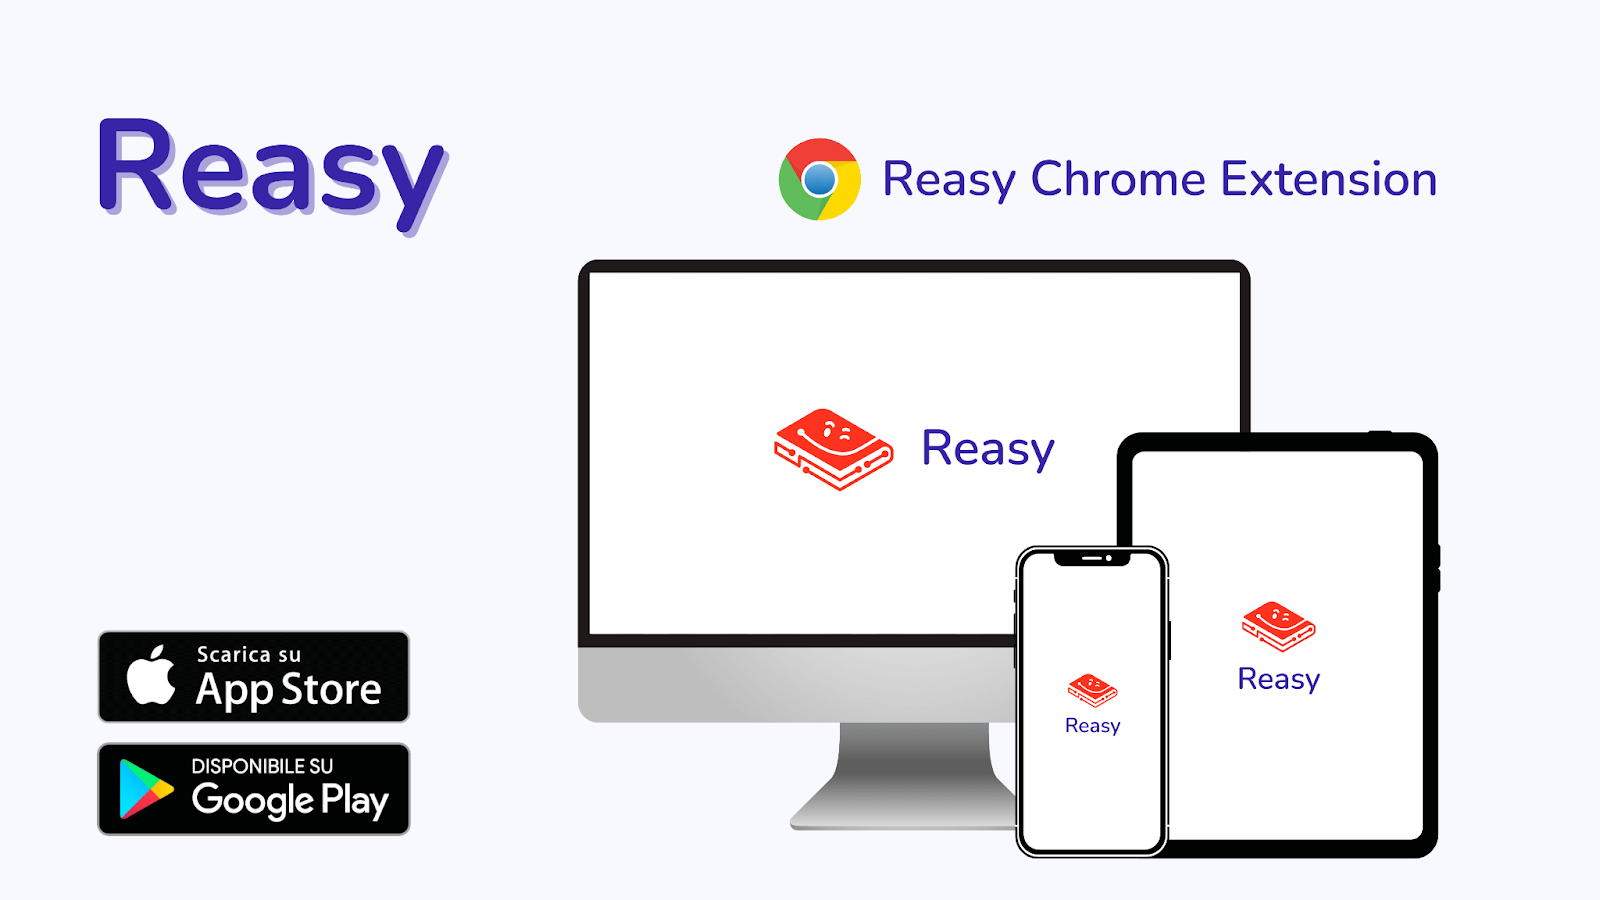 Reasy
Reasy Chrome Extension
Reasy
Reasy
Reasy
Scarica su
App Store
DISPONIBILE SU
Google Play